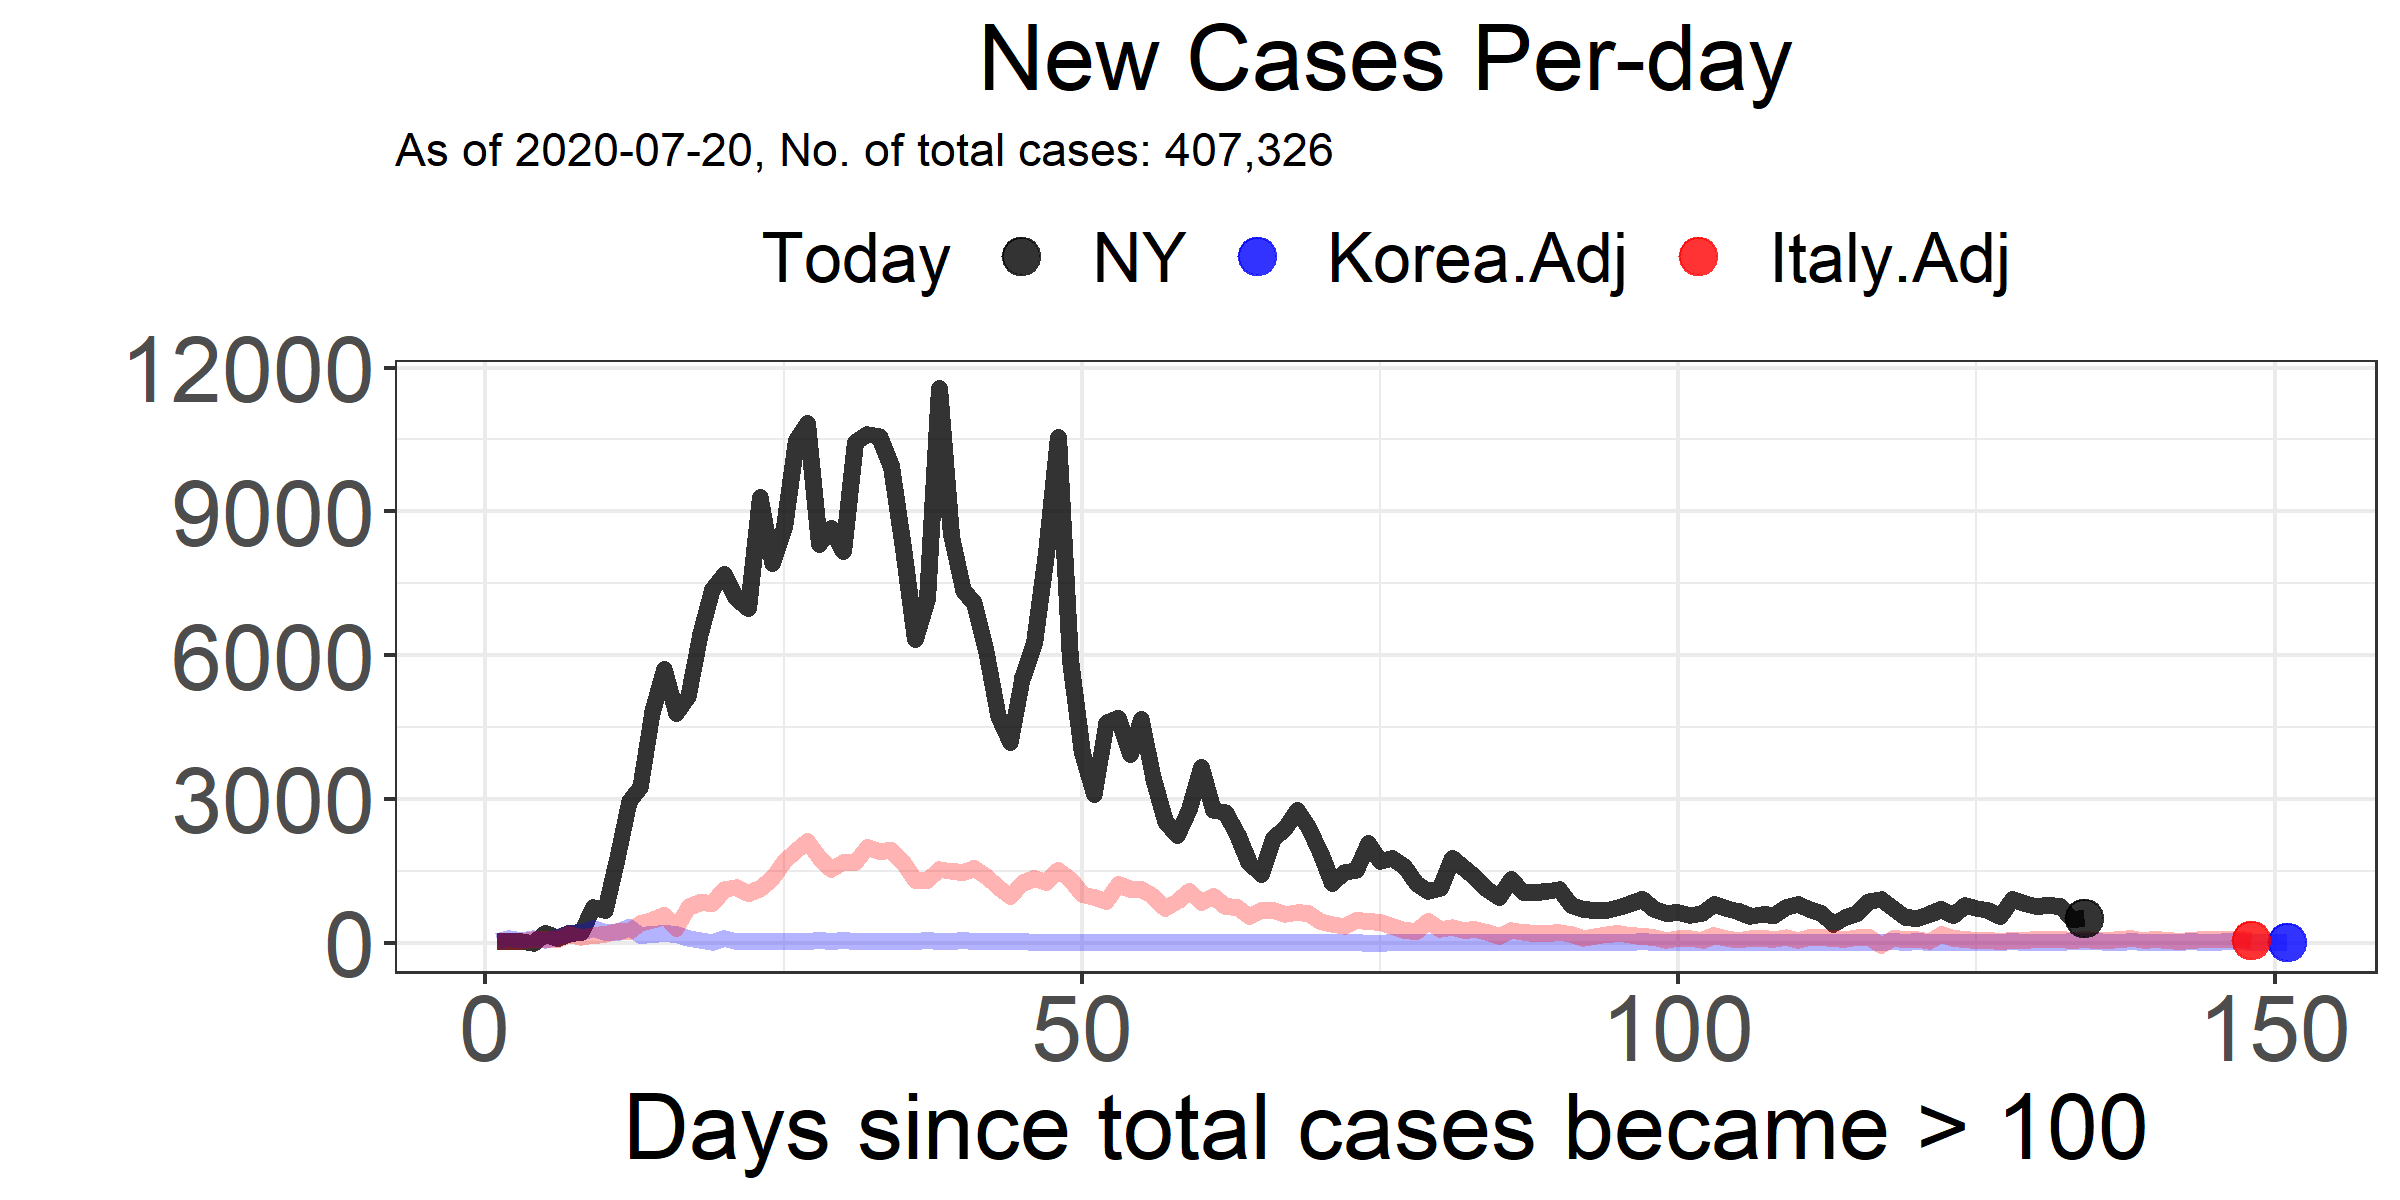 New Cases Per-day
As of 2020-07-20, No. of total cases: 407,326
Today NY Korea.Adj Italy.Adj
12000
9000
6000
3000
0
0 50 100 150
Days since total cases became > 100